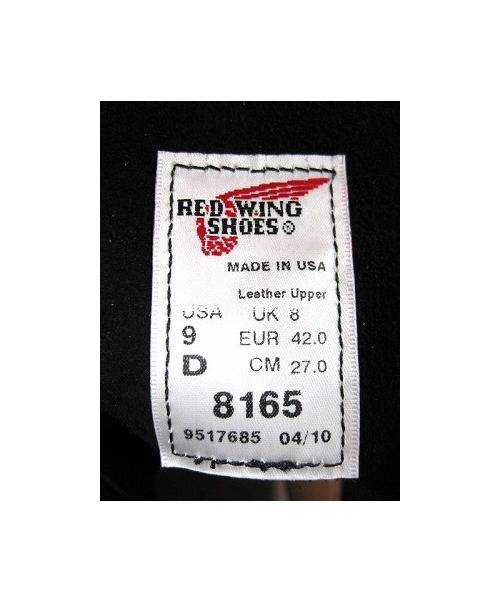 RED WING
SHOES®
MADE IN USA
Leather Upper
USA UK 8
9 EUR 42.0
D CM 27.0
8165
9517685 04/10